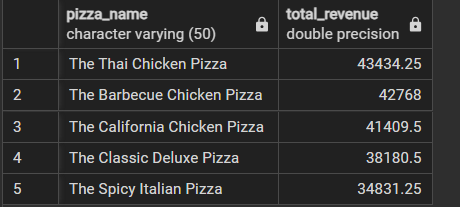 pizza_name total_revenue
character varying (50) double precision
1 The Thai Chicken Pizza 43434.25
2 The Barbecue Chicken Pizza 42768
3 The California Chicken Pizza 41409.5
4 The Classic Deluxe Pizza 38180.5
5 The Spicy Italian Pizza 34831.25